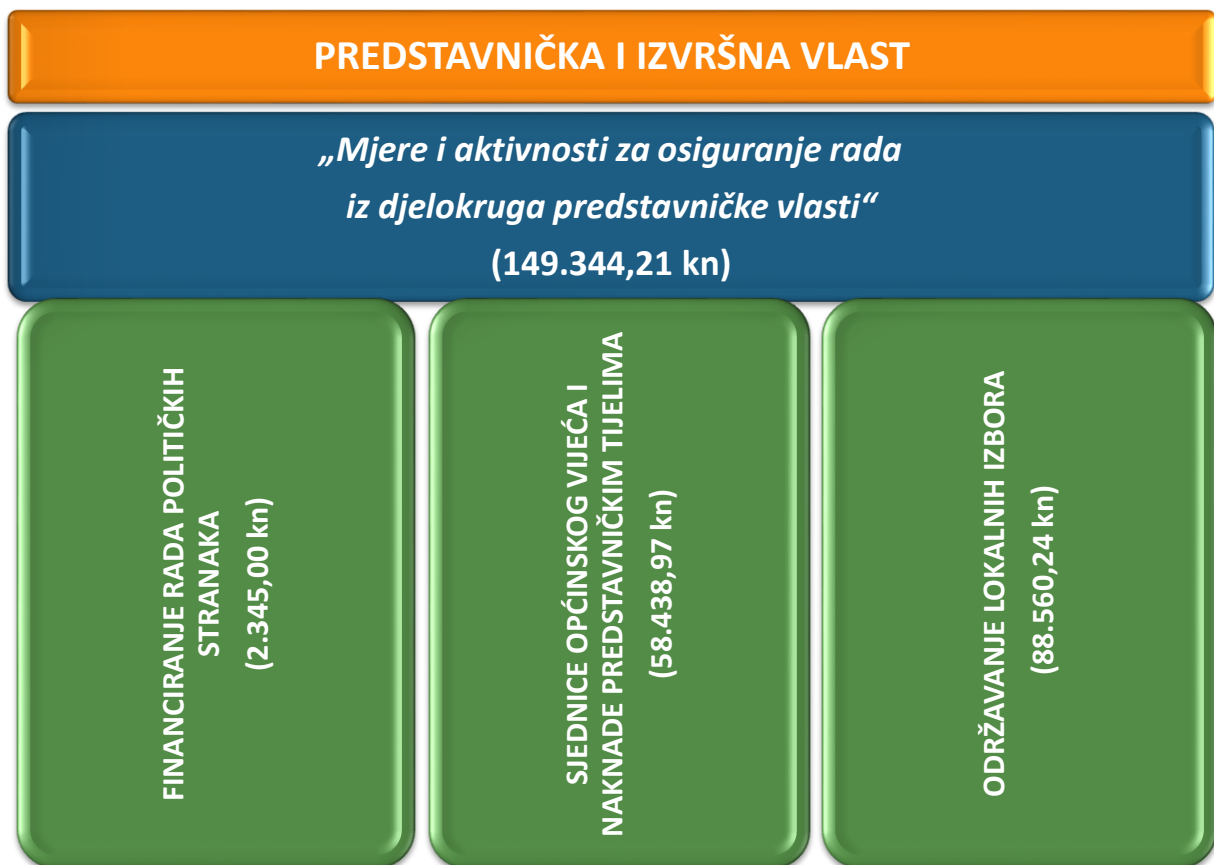 PREDSTAVNIČKA I IZVRŠNA VLAST
„Mjere i aktivnosti za osiguranje rada
iz djelokruga predstavničke vlasti“
(149.344,21 kn)
FINANCIRANJE RADA POLITIČKIH
STRANAKA
(2.345,00 kn)
SJEDNICE OPĆINSKOG VIJEĆA I
NAKNADE PREDSTAVNIČKIM TIJELIMA
(58.438,97 kn)
ODRŽAVANJE LOKALNIH IZBORA
(88.560,24 kn)